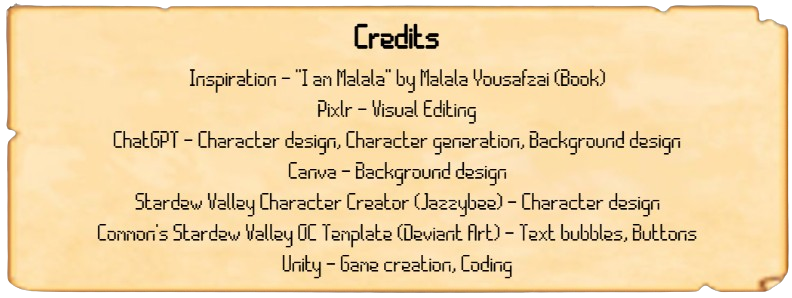 Credits
Inspiration - "I am Malala" by Malala Yousafzai (Book)
Pixlr - Visual Editing
ChatGPT - Character design, Character generation, Background design
Canva - Background design
Stardew Valley Character Creator (Jazzybee) - Character design
Common's Stardew Valley OC Template (Deviant Art) - Text bubbles, Buttons
Unity - Game creation, Coding